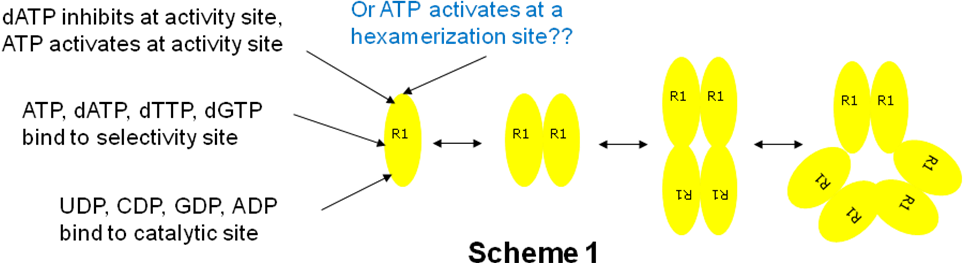 dATP inhibits at activity site,
ATP activates at activity site
Or ATP activates at a
hexamerization site??
ATP, dATP, dTTP, dGTP
bind to selectivity site
UDP, CDP, GDP, ADP
bind to catalytic site
R1
R1 R1
R1 R1
R1 R1
R1 R1
R1 R1
R1 R1
Scheme 1